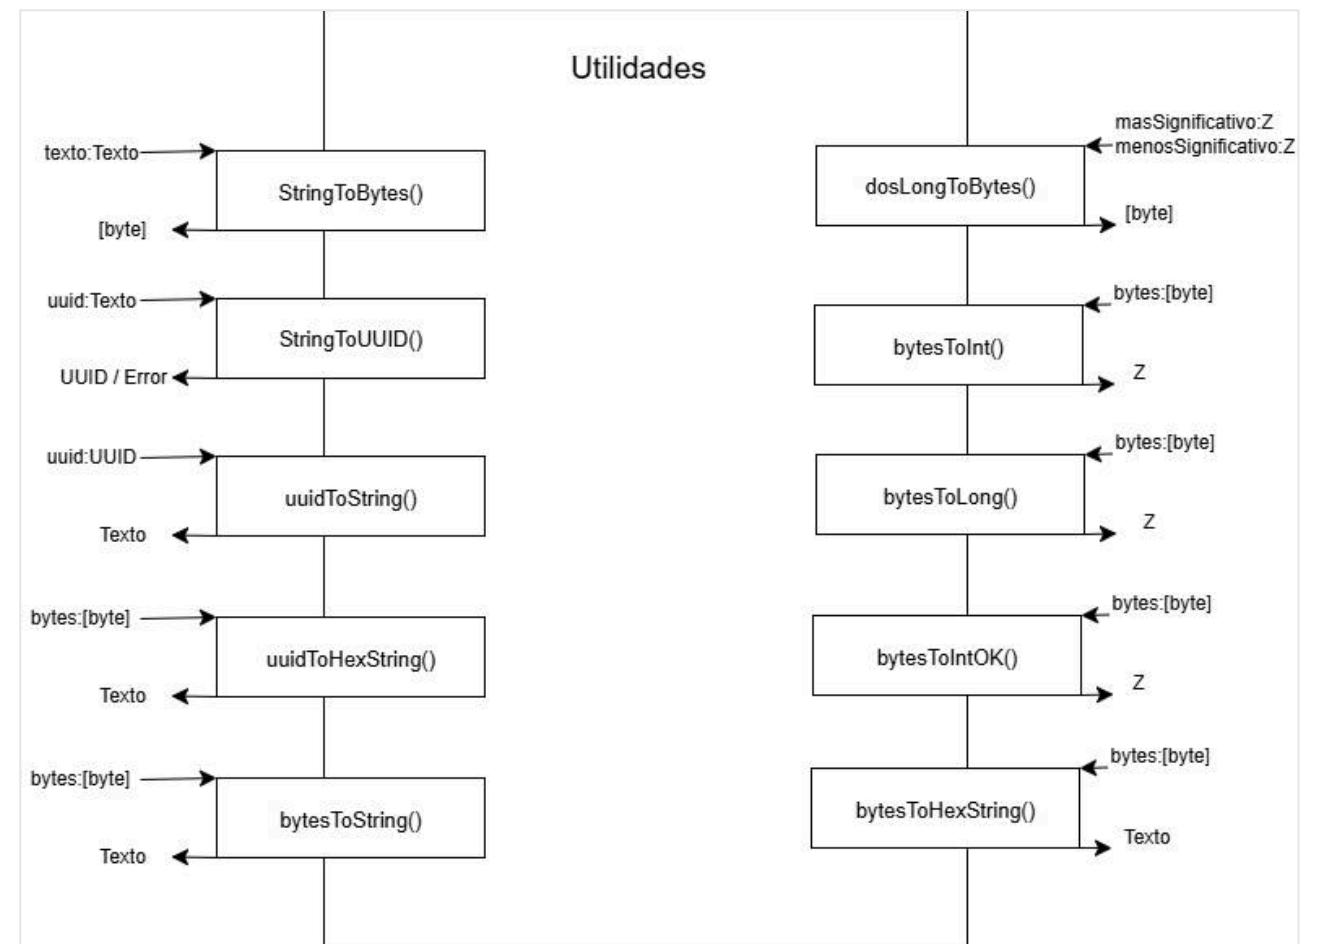 Utilidades
texto:Texto
StringToBytes()
[byte]
uuid:Texto
StringToUUID()
UUID / Error
uuid:UUID
uuidToString()
Texto
bytes:[byte]
uuidToHexString()
Texto
bytes:[byte]
bytesToString()
Texto
masSignificativo:Z
menosSignificativo:Z
dosLongToBytes()
[byte]
bytes:[byte]
bytesToInt()
Z
bytes:[byte]
bytesToLong()
Z
bytes:[byte]
bytesToIntOK()
Z
bytes:[byte]
bytesToHexString()
Texto